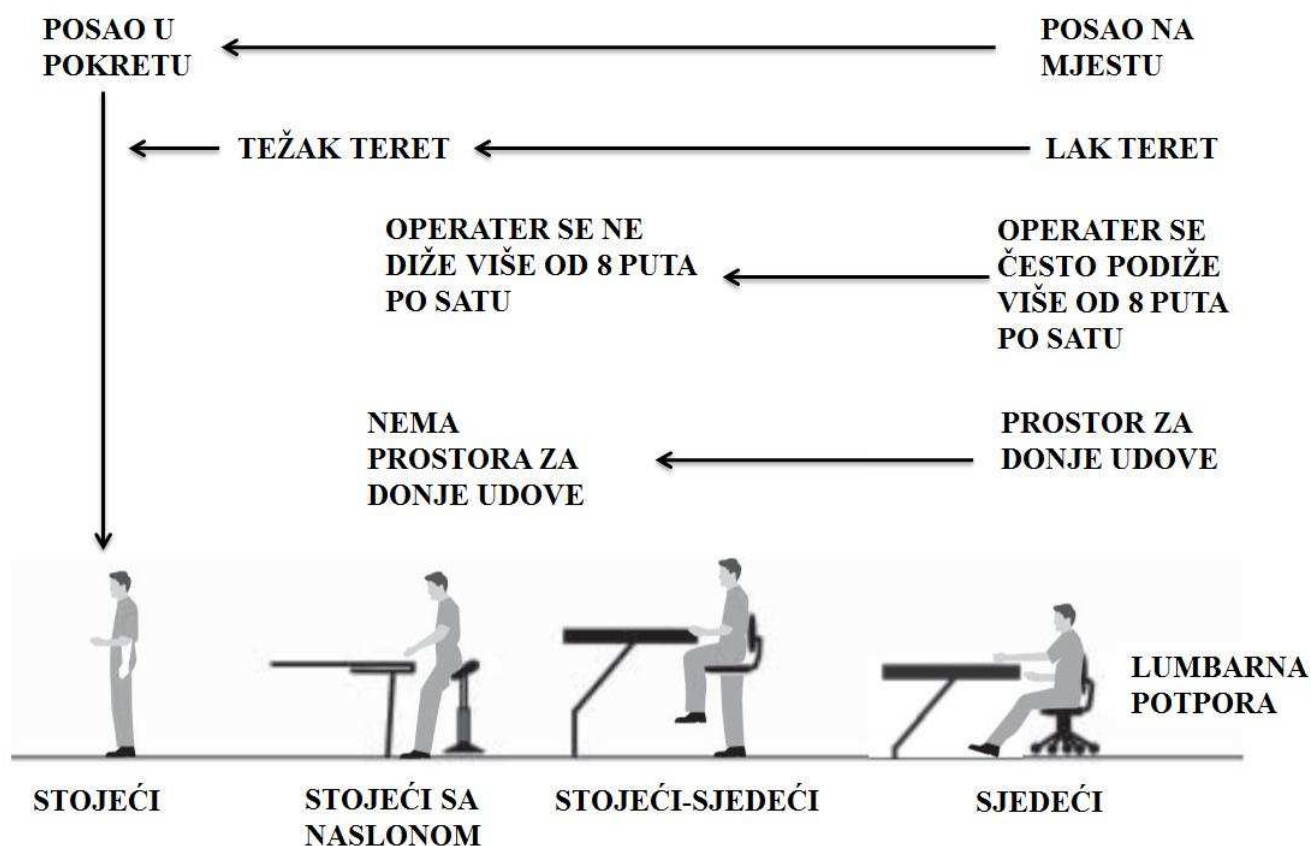 POSAO U
POKRETU
POSAO NA
MJESTU
TEŽAK TERET
LAK TERET
OPERATER SE NE
DIŽE VIŠE OD 8 PUTA
PO SATU
OPERATER SE
ČESTO PODIŽE
VIŠE OD 8 PUTA
PO SATU
NEMA
PROSTORA ZA
DONJE UDOVE
PROSTOR ZA
DONJE UDOVE
LUMBARNA
POTPORA
STOJEĆI
STOJEĆI SA
NASLONOM
STOJEĆI-SJEDEĆI
SJEDEĆI